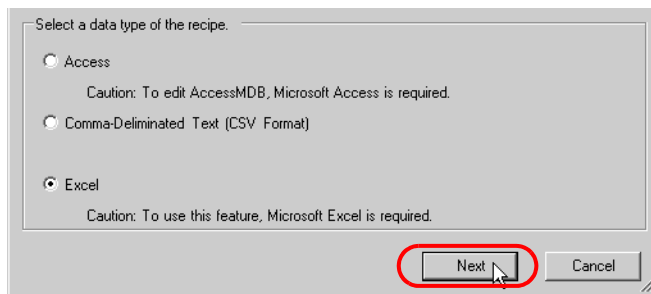 Select a data type of the recipe.
Access
Caution: To edit AccessMDB, Microsoft Access is required.
Comma-Deliminated Text (CSV Format)
Excel
Caution: To use this feature, Microsoft Excel is required.
Next
Cancel